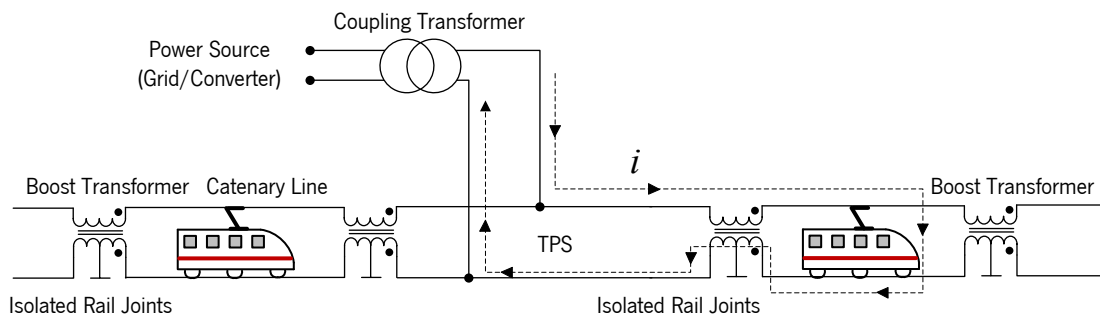 Coupling Transformer
Power Source
(Grid/Converter)
i
Boost Transformer
Catenary Line
Boost Transformer
TPS
Isolated Rail Joints
Isolated Rail Joints